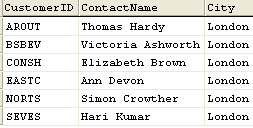 CustomerID ContactName City
AROUT Thomas Hardy London
BSBEV Victoria Ashworth London
CONSH Elizabeth Brown London
EASTC Ann Devon London
NORTS Simon Crowther London
SEVES Hari Kumar London